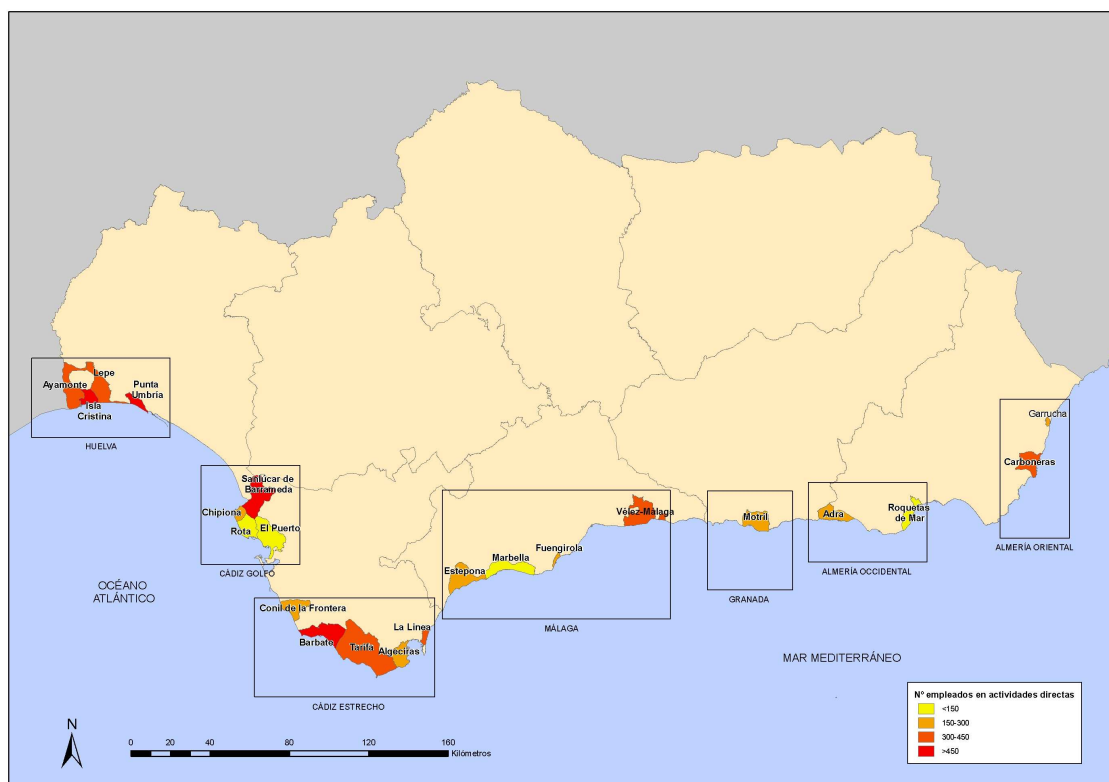 Lepe
Ayamonte
Punta
Umbria
Isla
Cristina
HUELVA
Sanlúcar de
Barrameda
Chipiona
Rota
El Puerto
CÁDIZ GOLFO
Conil de la Frontera
Barbate
Tarifa
Algeciras
La Linea
CÁDIZ ESTRECHO
Estepona
Marbella
Fuengirola
Vélez-Málaga
MÁLAGA
Motril
GRANADA
Adra
Roquetas
de Mar
ALMERÍA OCCIDENTAL
Garrucha
Carboneras
ALMERÍA ORIENTAL
OCÉANO
ATLÁNTICO
MAR MEDITERRÁNEO
Nº empleados en actividades directas
<150
150-300
300-450
>450
N
0 20 40 80 120 160
Kilómetros